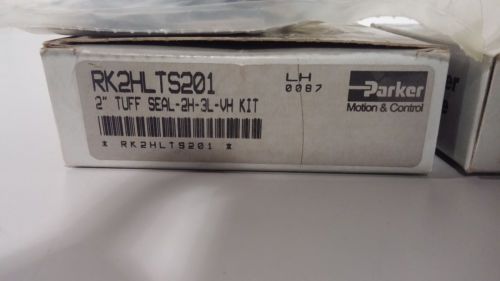 RK2HLTS201
2" TUFF SEAL-2H-3L-VH KIT
* RK2HLTS201 *
LH
0087
Parker
Motion & Control